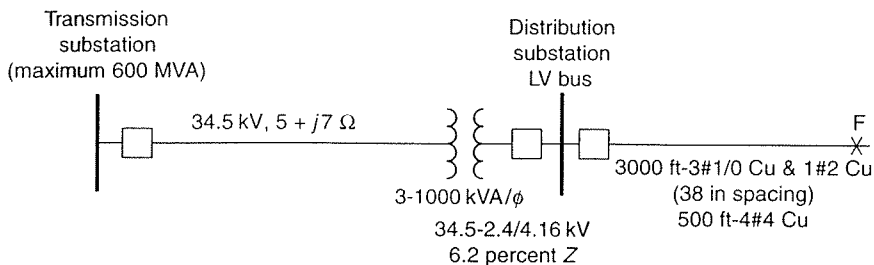 Transmission
substation
(maximum 600 MVA)
Distribution
substation
LV bus
34.5 kV, 5 + j7 Ω
F
3-1000 kVA/ϕ
34.5-2.4/4.16 kV
6.2 percent Z
3000 ft-3#1/0 Cu & 1#2 Cu
(38 in spacing)
500 ft-4#4 Cu